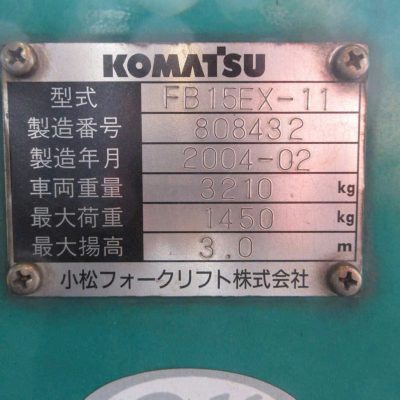 KOMATSU
型式 FB15EX-11
製造番号 808432
製造年月 2004-02
車両重量 3210 kg
最大荷重 1450 kg
最大揚高 3.0 m
小松フォークリフト株式会社